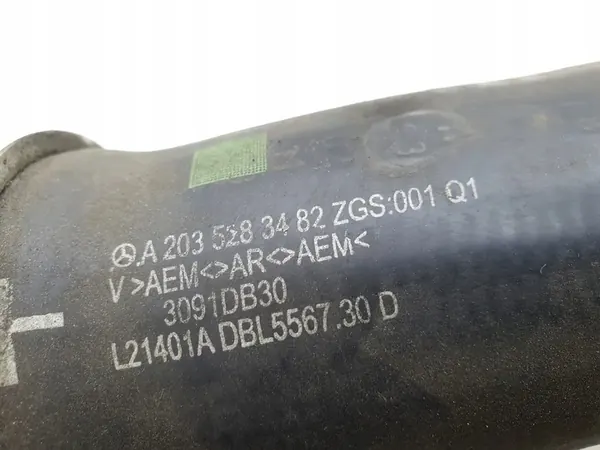 A 203 528 34 82 ZGS:001 Q1
V >AEM<>AR<>AEM<
3091DB30
L21401A DBL5567.30 D